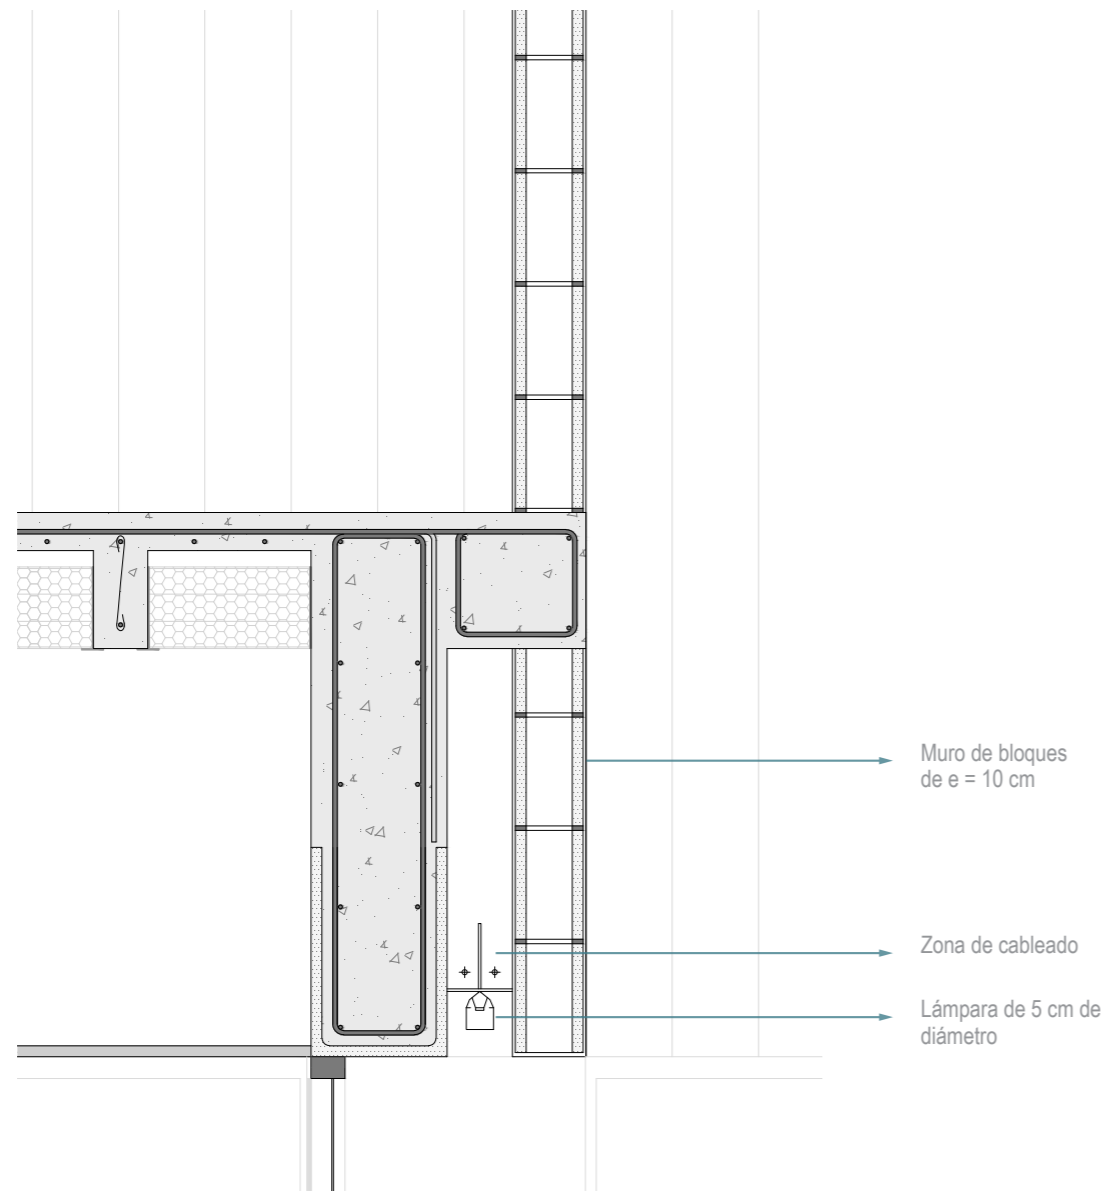 Muro de bloques
de e = 10 cm
Zona de cableado
Lámpara de 5 cm de
diámetro